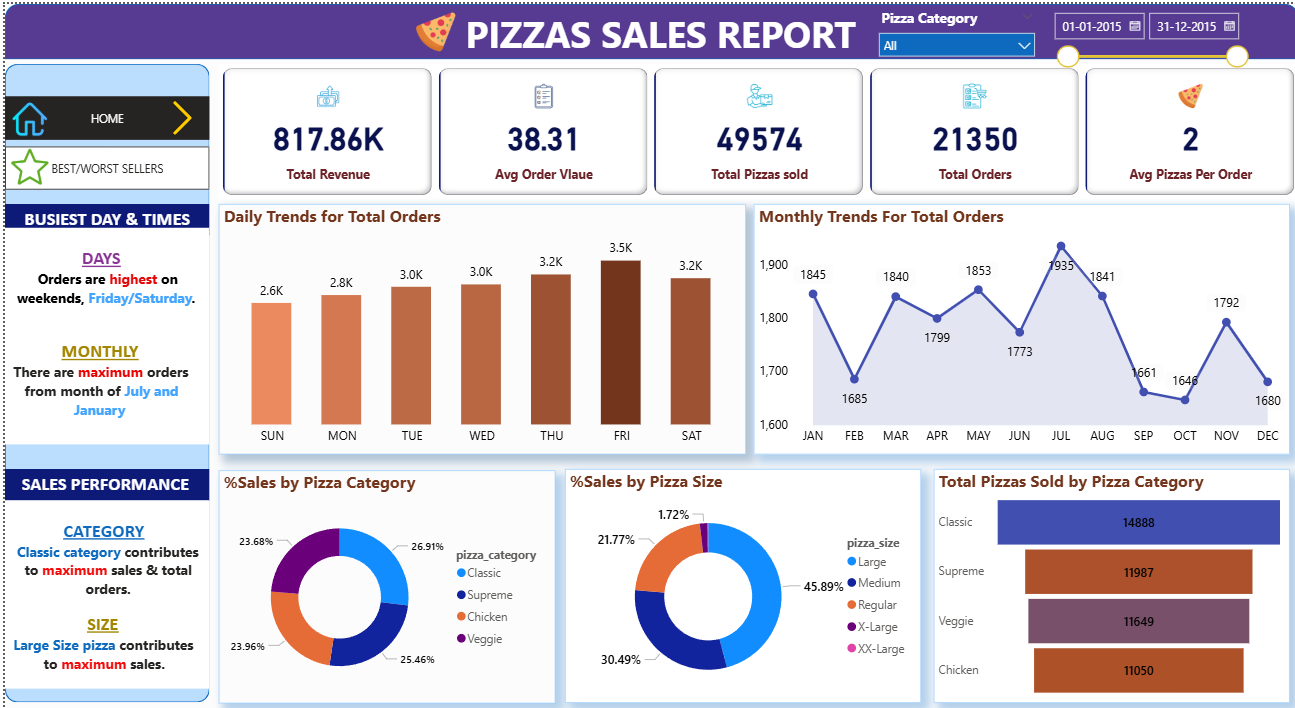 PIZZAS SALES REPORT
Pizza Category
All
01-01-2015
31-12-2015
HOME
BEST/WORST SELLERS
BUSIEST DAY & TIMES
DAYS
Orders are highest on
weekends, Friday/Saturday.
MONTHLY
There are maximum orders
from month of July and
January
SALES PERFORMANCE
CATEGORY
Classic category contributes
to maximum sales & total
orders.
SIZE
Large Size pizza contributes
to maximum sales.
817.86K
Total Revenue
38.31
Avg Order Vlaue
49574
Total Pizzas sold
21350
Total Orders
2
Avg Pizzas Per Order
Daily Trends for Total Orders
2.6K
2.8K
3.0K
3.0K
3.2K
3.5K
3.2K
SUN
MON
TUE
WED
THU
FRI
SAT
Monthly Trends For Total Orders
1,900
1,800
1,700
1,600
1845
1685
1840
1799
1853
1773
1935
1841
1661
1646
1792
1680
JAN
FEB
MAR
APR
MAY
JUN
JUL
AUG
SEP
OCT
NOV
DEC
%Sales by Pizza Category
23.68%
26.91%
23.96%
25.46%
pizza_category
Classic
Supreme
Chicken
Veggie
%Sales by Pizza Size
1.72%
21.77%
45.89%
30.49%
pizza_size
Large
Medium
Regular
X-Large
XX-Large
Total Pizzas Sold by Pizza Category
Classic
14888
Supreme
11987
Veggie
11649
Chicken
11050